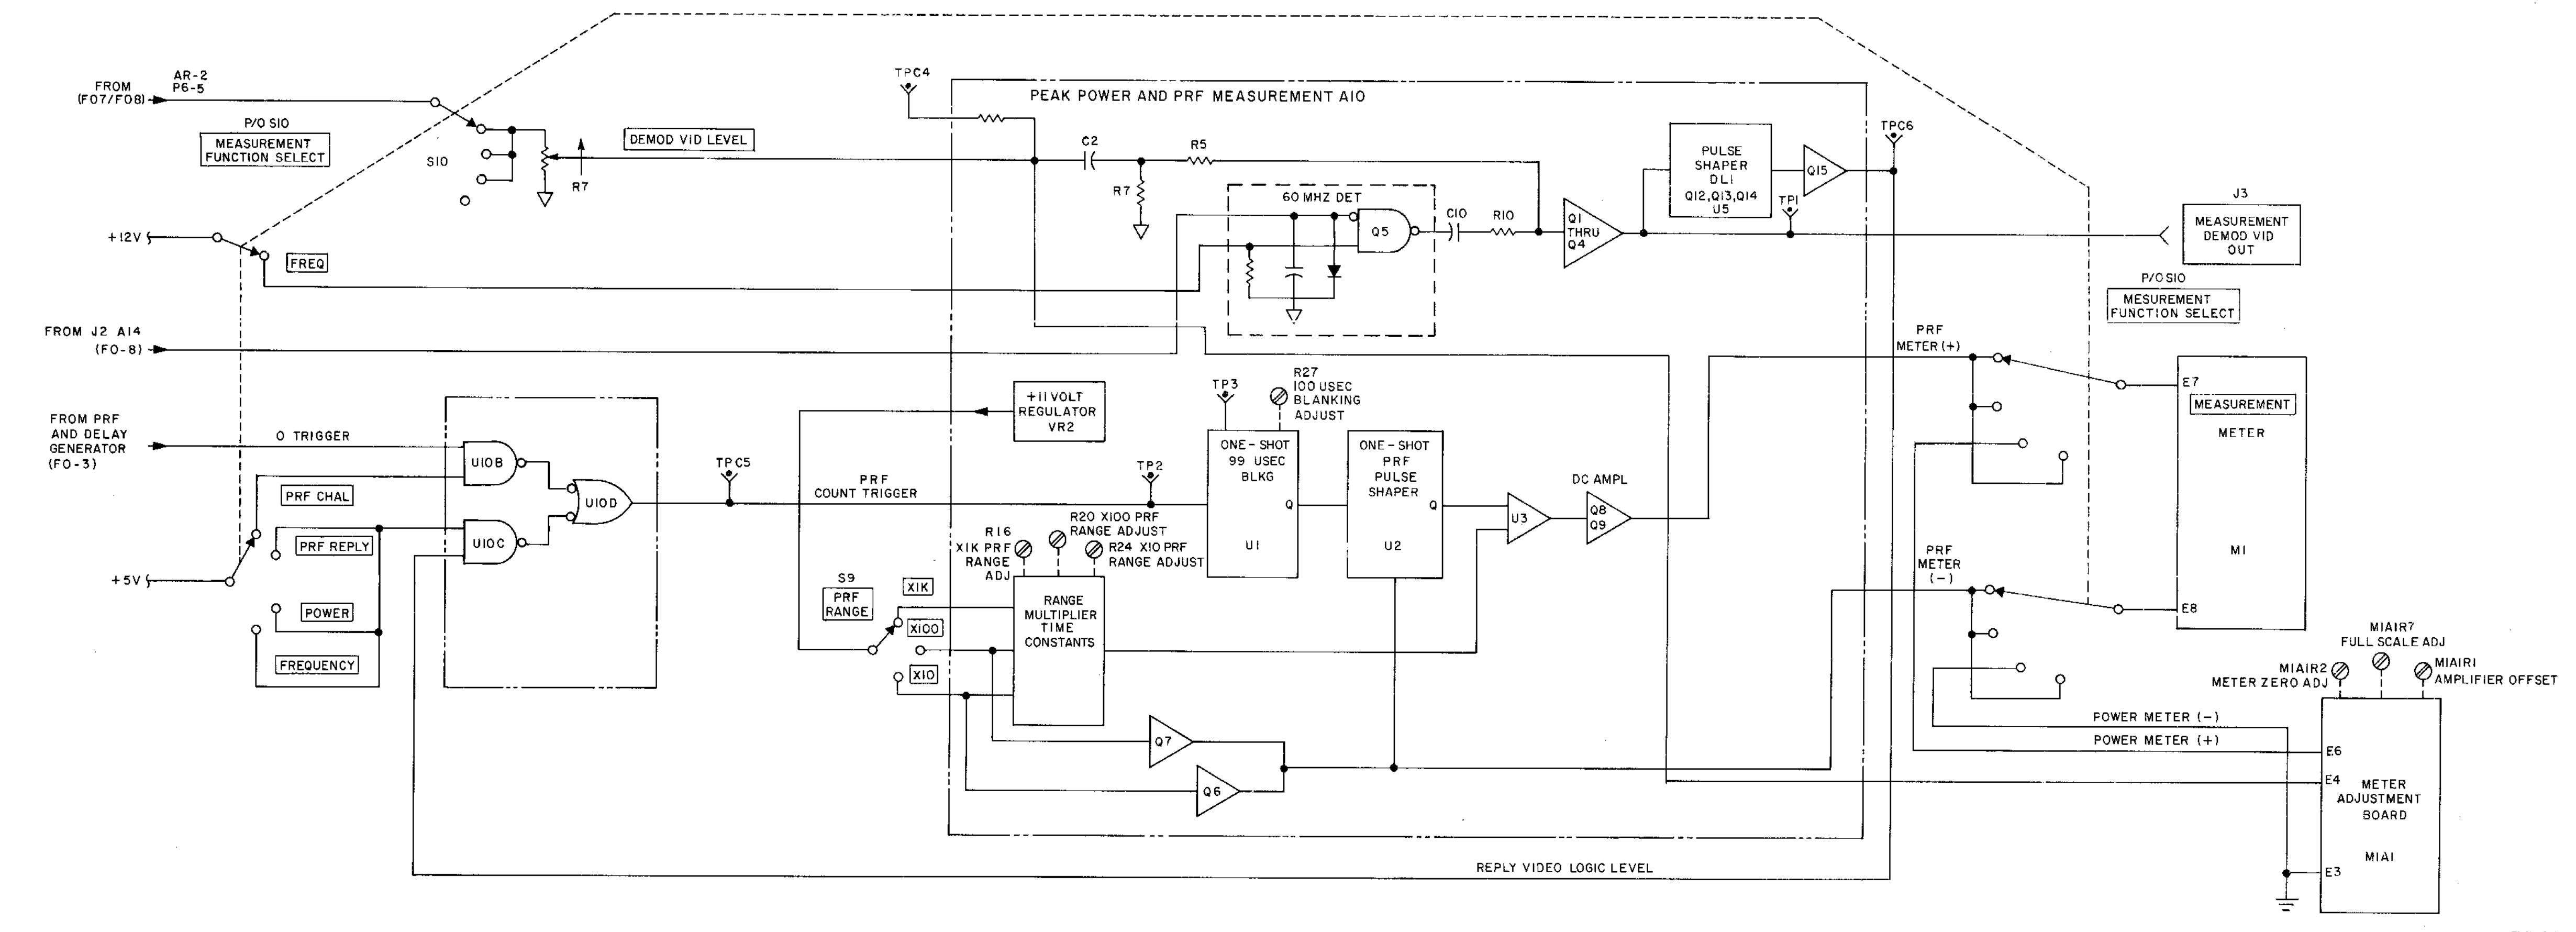 FROM
(F07/F08)
AR-2
P6-5
P/O S10
MEASUREMENT
FUNCTION SELECT
S10
R7
DEMOD VID LEVEL
TPC4
PEAK POWER AND PRF MEASUREMENT A10
C2
R5
R7
60 MHZ DET
Q5
C10
R10
Q1
THRU
Q4
PULSE
SHAPER
DL1
Q12,Q13,Q14
U5
Q15
TPC6
TP1
J3
MEASUREMENT
DEMOD VID
OUT
+12V
FREQ
FROM J2 A14
(FO-8)
P/O S10
MESUREMENT
FUNCTION SELECT
PRF
METER (+)
E7
MEASUREMENT
METER
M1
E8
FROM PRF
AND DELAY
GENERATOR
(FO-3)
O TRIGGER
U10B
U10C
U10D
PRF CHAL
PRF REPLY
POWER
FREQUENCY
+5V
TPC5
PRF
COUNT TRIGGER
+11 VOLT
REGULATOR
VR2
TP2
TP3
R27
100 USEC
BLANKING
ADJUST
ONE-SHOT
99 USEC
BLKG
Q
U1
ONE-SHOT
PRF
PULSE
SHAPER
Q
U2
U3
DC AMPL
Q8
Q9
R16
X1K PRF
RANGE
ADJ
R20 X100 PRF
RANGE ADJUST
R24 X10 PRF
RANGE ADJUST
S9
PRF
RANGE
X1K
X100
X10
RANGE
MULTIPLIER
TIME
CONSTANTS
Q7
Q6
PRF
METER
(-)
M1A1R7
FULL SCALE ADJ
M1A1R2
METER ZERO ADJ
M1A1R1
AMPLIFIER OFFSET
POWER METER (-)
POWER METER (+)
E6
E4
METER
ADJUSTMENT
BOARD
M1A1
E3
REPLY VIDEO LOGIC LEVEL